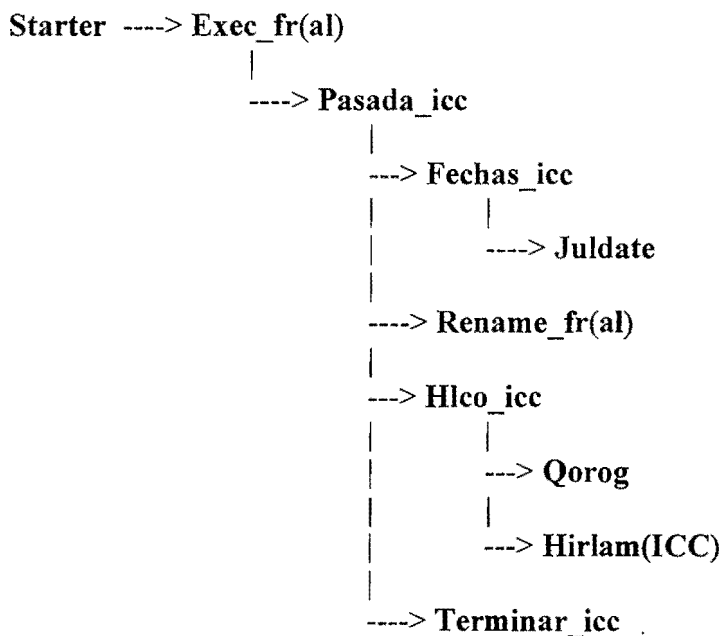 Starter ----> Exec_fr(al)
|
----> Pasada_icc
|
---> Fechas_icc
| |
| ----> Juldate
|
----> Rename_fr(al)
|
---> Hlco_icc
| |
| ---> Qorog
| |
| ---> Hirlam(ICC)
|
----> Terminar_icc